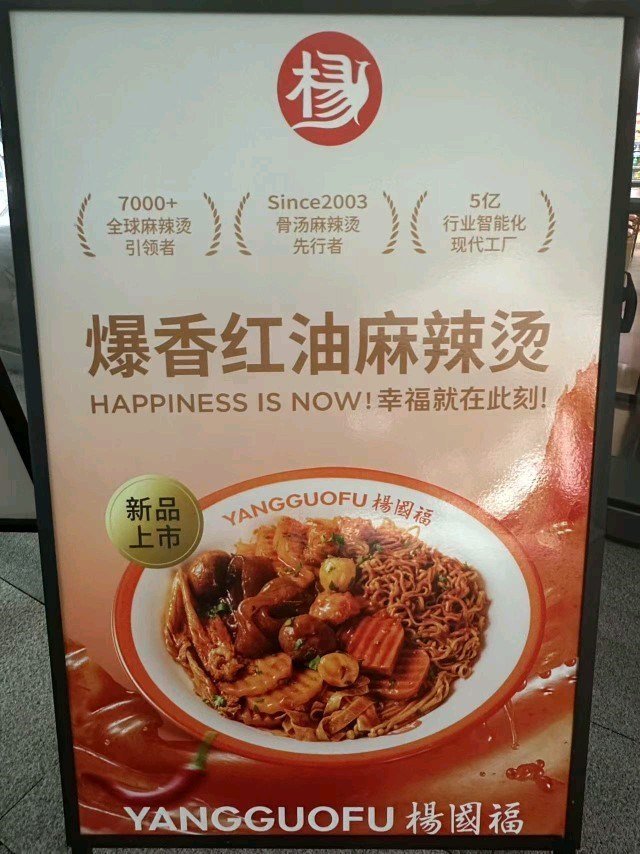 楊
7000+
全球麻辣烫
引领者
Since2003
骨汤麻辣烫
先行者
5亿
行业智能化
现代工厂
爆香红油麻辣烫
HAPPINESS IS NOW! 幸福就在此刻!
新品
上市
YANGGUOFU 楊國福
YANGGUOFU 楊國福